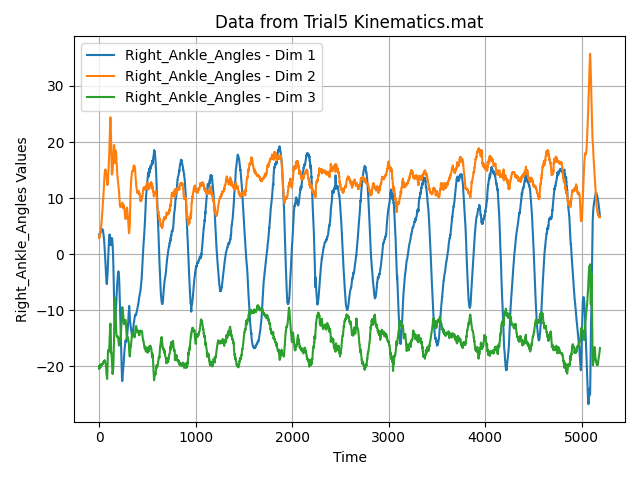 Data from Trial5 Kinematics.mat
Right_Ankle_Angles - Dim 1
Right_Ankle_Angles - Dim 2
Right_Ankle_Angles - Dim 3
Right_Ankle_Angles Values
30
20
10
0
−10
−20
0 1000 2000 3000 4000 5000
Time